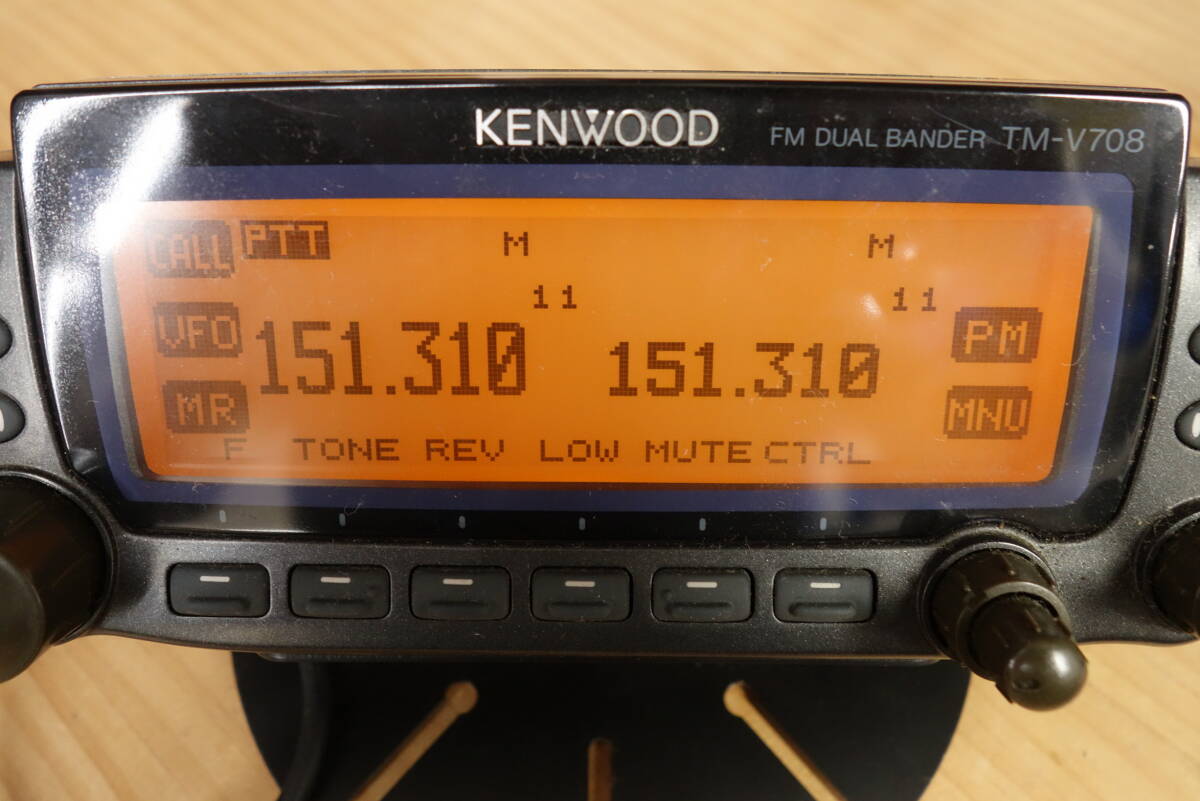 KENWOOD FM DUAL BANDER TM-V708
CALL PTT M M
11 11
VFO 151.310 151.310 PM
MR MNU
F TONE REV LOW MUTE CTRL